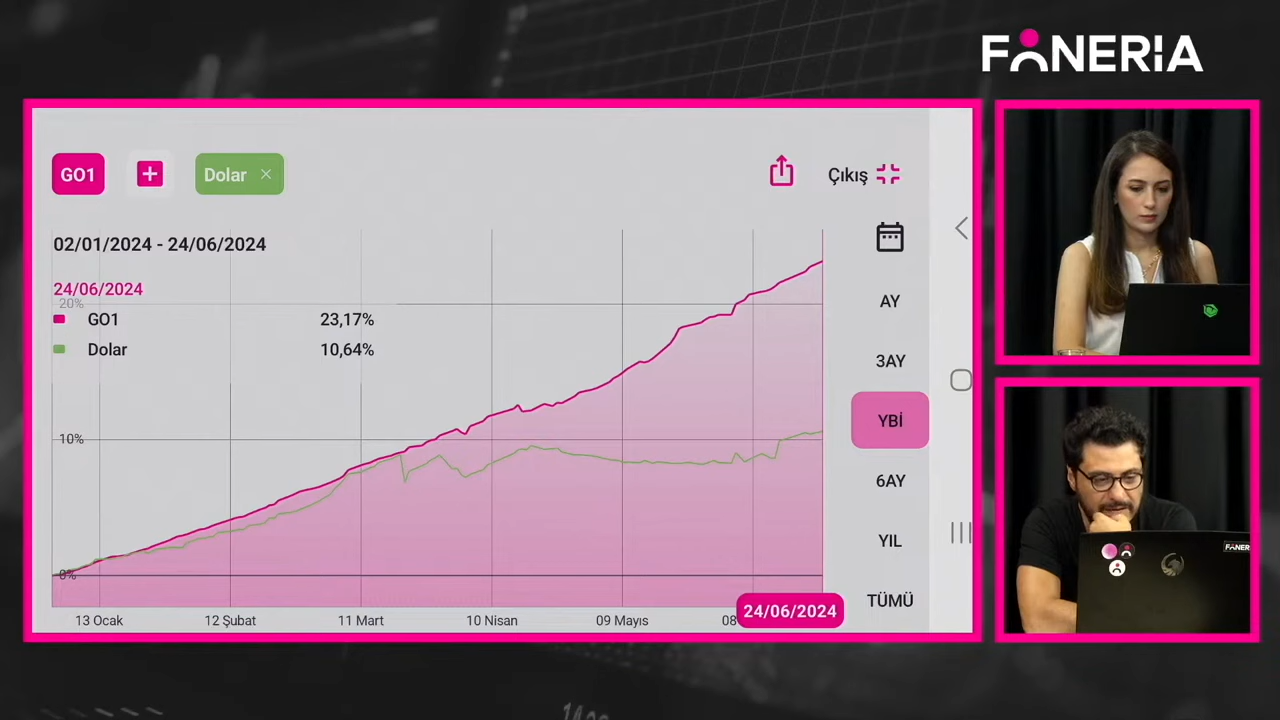 FONERIA
GO1
Dolar
Çıkış
02/01/2024 - 24/06/2024
24/06/2024
20%
GO1 23,17%
Dolar 10,64%
10%
0%
AY
3AY
YBİ
6AY
YIL
TÜMÜ
13 Ocak
12 Şubat
11 Mart
10 Nisan
09 Mayıs
08
24/06/2024
FONER